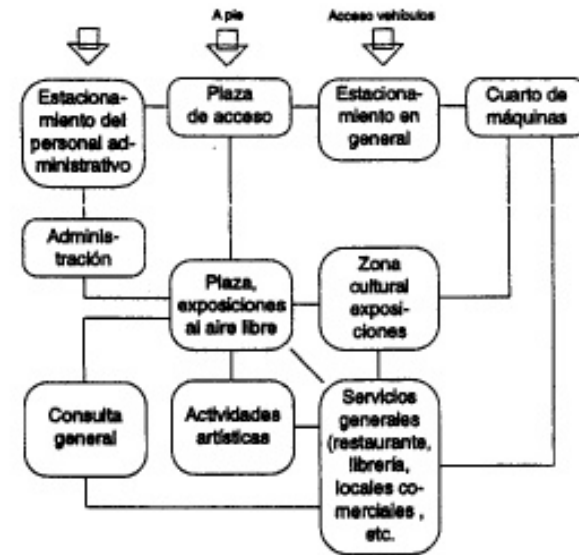 A pie
Acceso vehículos
Estaciona-
miento del
personal ad-
ministrativo
Plaza
de acceso
Estacionamiento en
general
Cuarto de
máquinas
Adminis-
tración
Plaza,
exposiciones
al aire libre
Zona
cultural
exposi-
ciones
Consulta
general
Actividades
artísticas
Servicios
generales
(restaurante,
librería,
locales co-
merciales ,
etc.